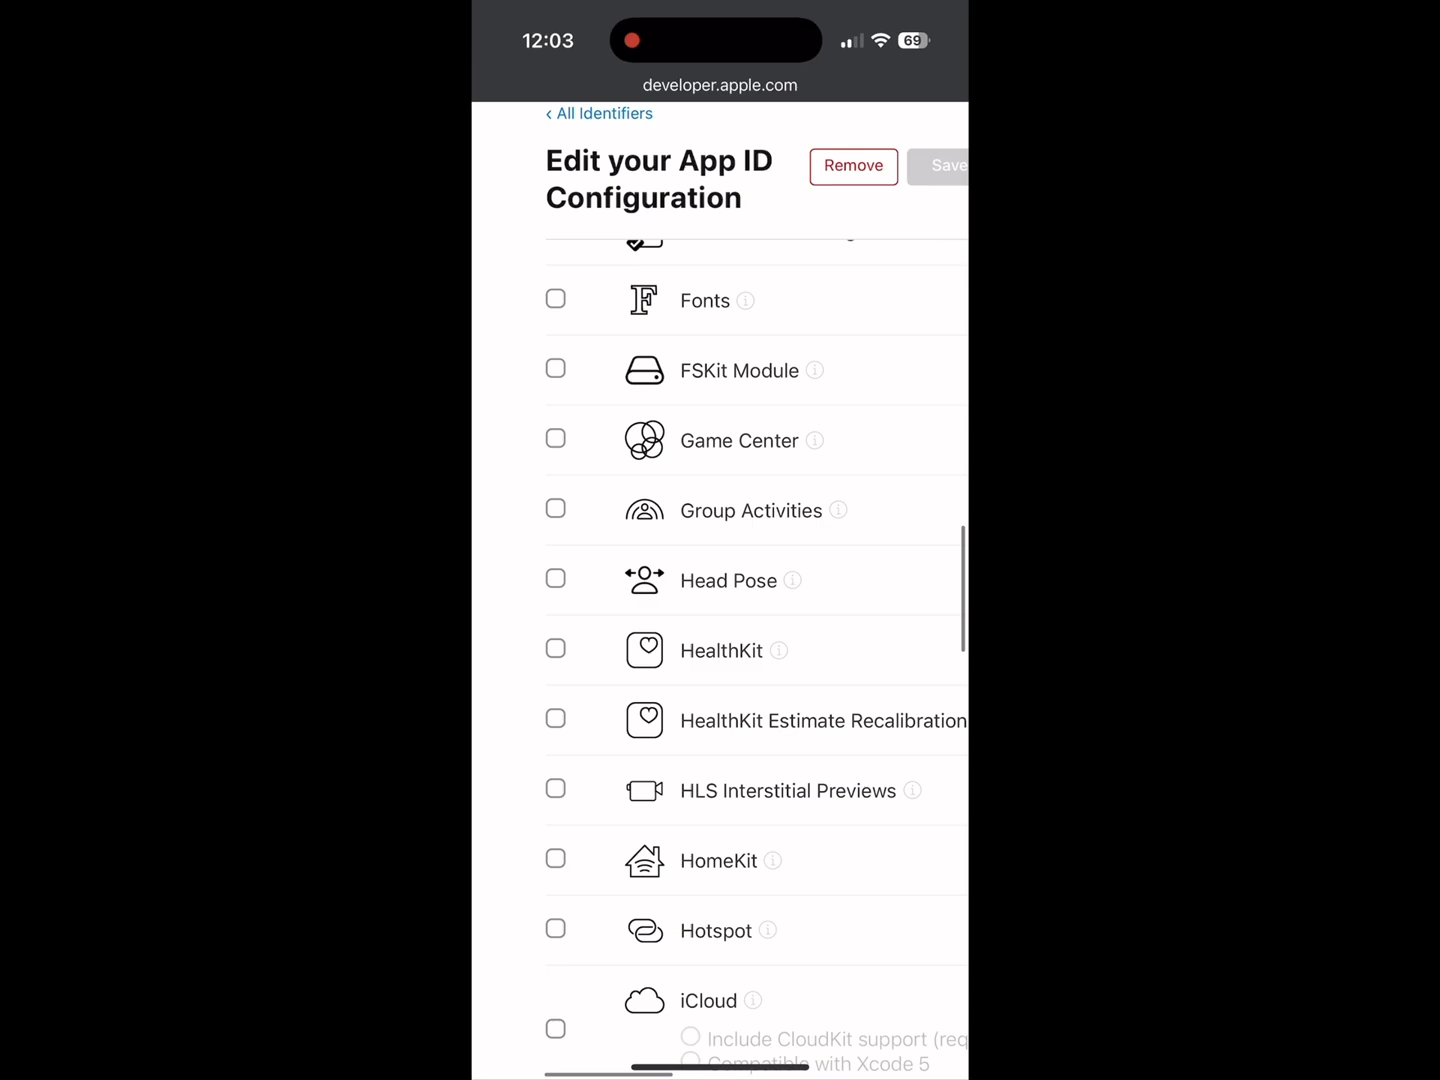 12:03
69
developer.apple.com
‹ All Identifiers
Edit your App ID
Configuration
Remove
Save
Fonts
FSKit Module
Game Center
Group Activities
Head Pose
HealthKit
HealthKit Estimate Recalibration
HLS Interstitial Previews
HomeKit
Hotspot
iCloud
Include CloudKit support (req
Compatible with Xcode 5